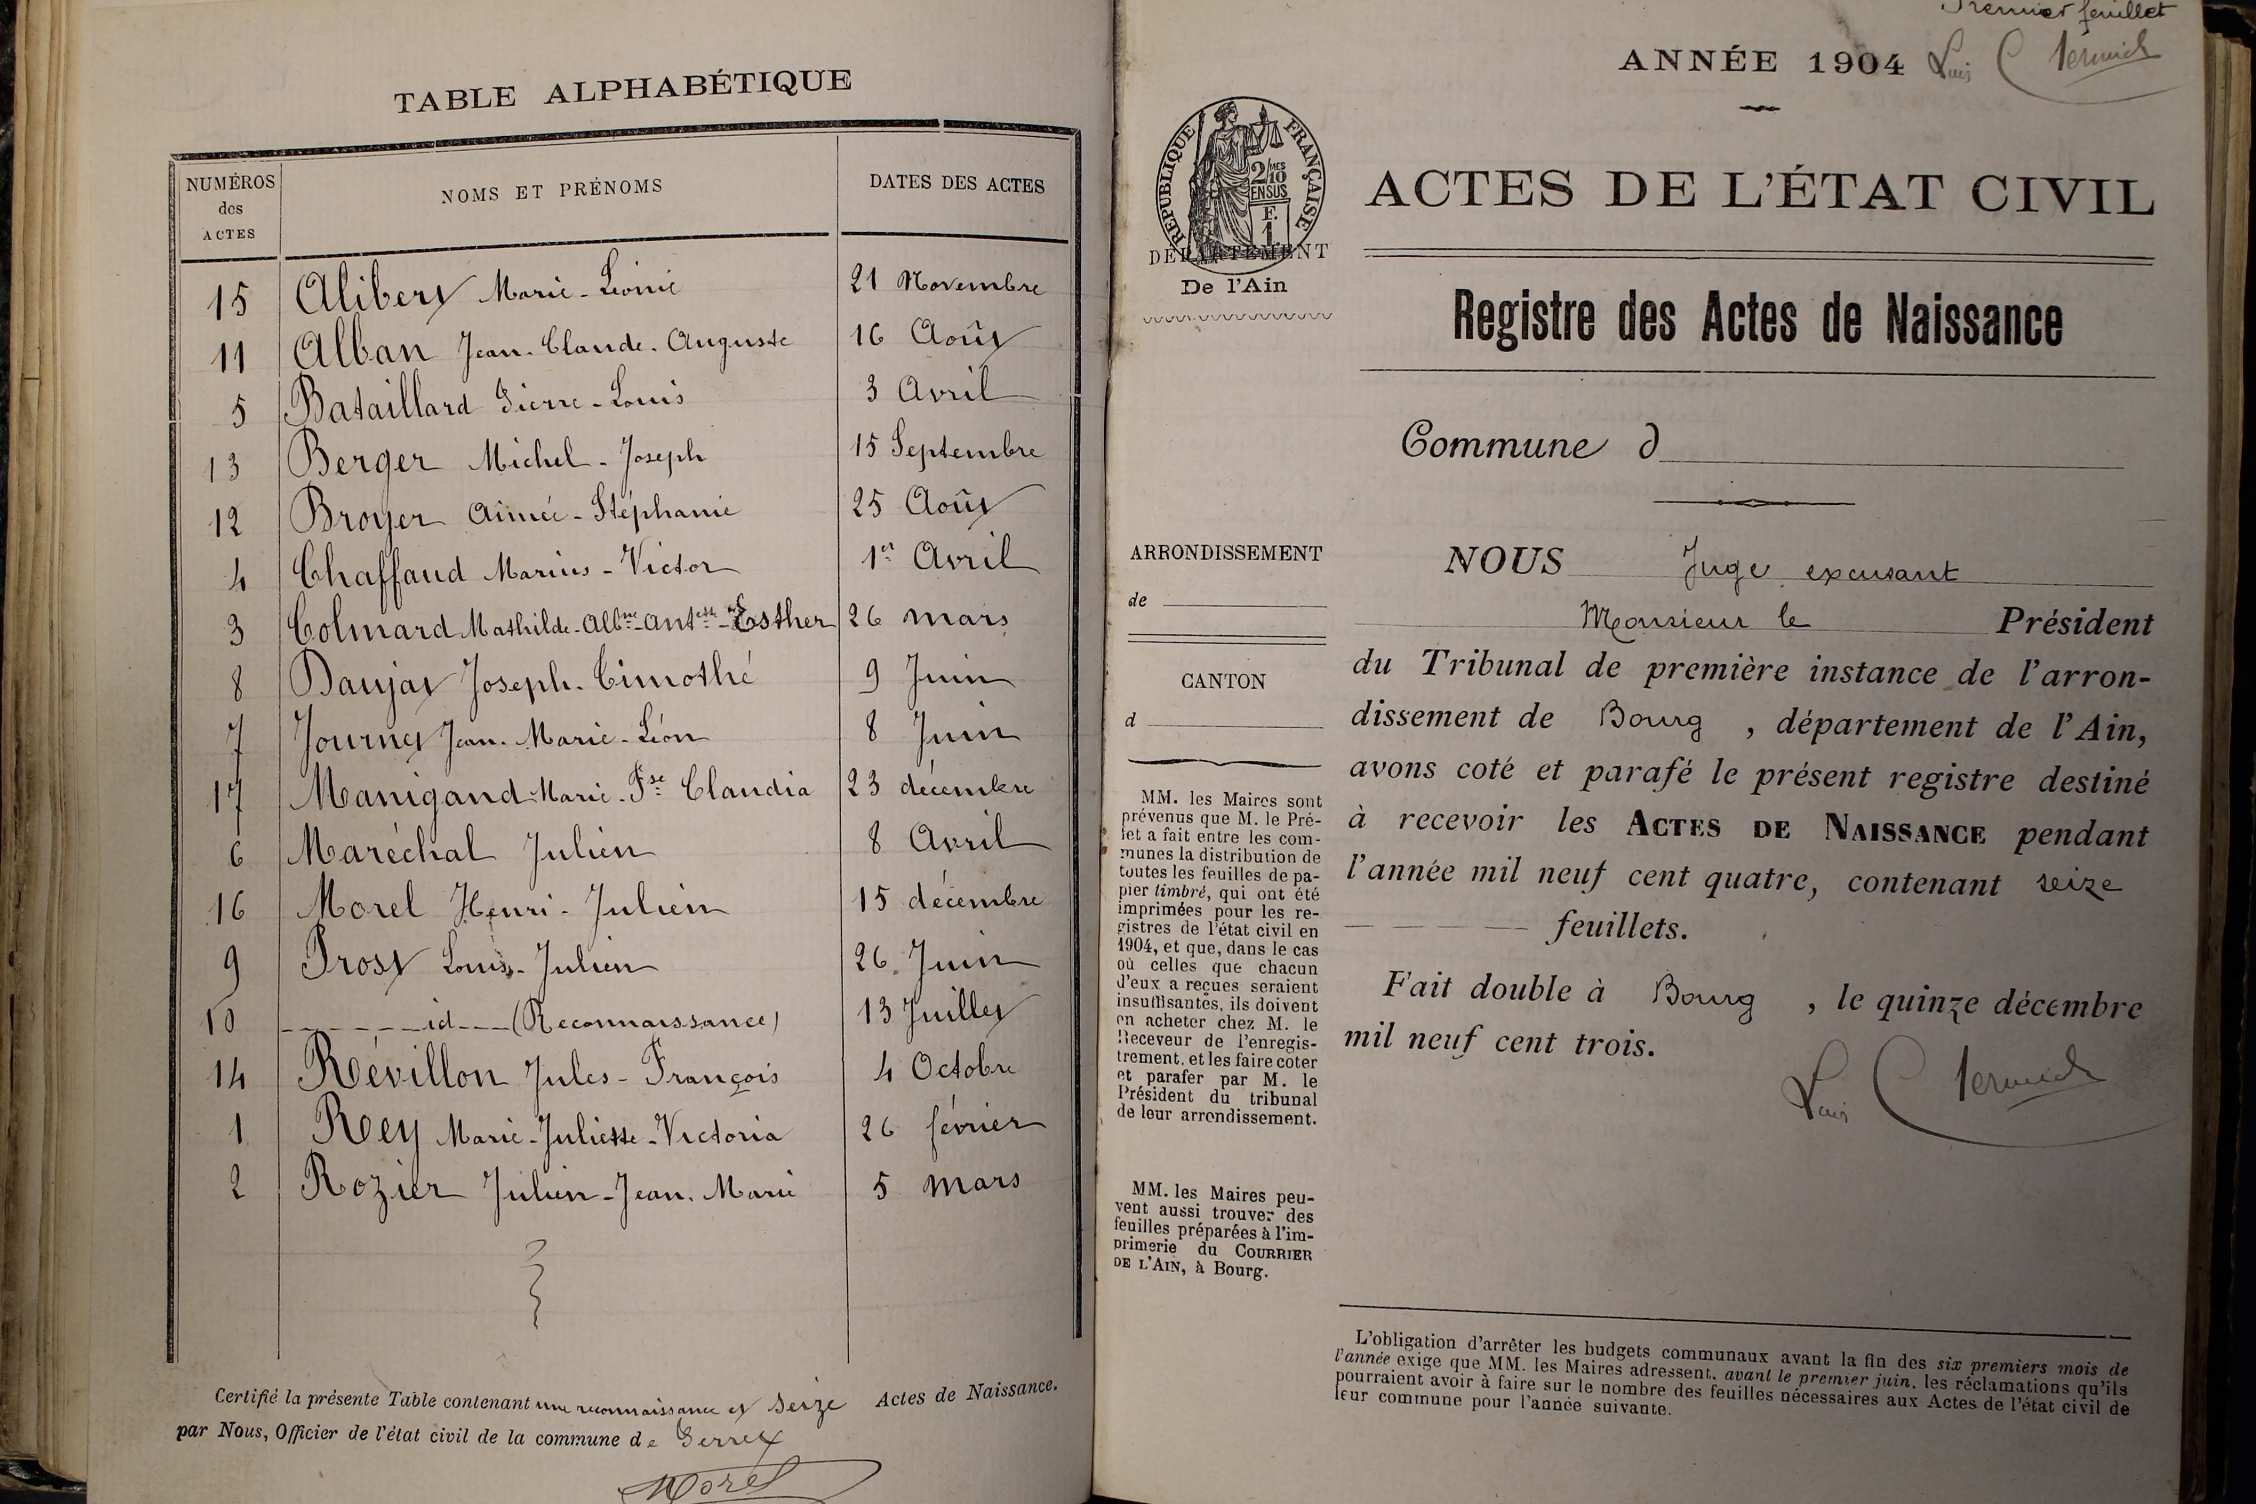 TABLE ALPHABÉTIQUE
NUMÉROS des ACTES NOMS ET PRÉNOMS DATES DES ACTES
15 Alibert Marie-Léonie 21 Novembre
11 Alban Jean-Claude-Auguste 16 Août
5 Bataillard Pierre-Louis 3 Avril
13 Berger Michel-Joseph 15 Septembre
12 Broyer Aimée-Stéphanie 25 Août
4 Chaffaud Marius-Victor 1er Avril
3 Colmard Mathilde-Albne-Antette-Esther 26 mars
8 Daujat Joseph-Timothé 9 Juin
7 Journet Jean-Marie-Léon 8 Juin
17 Manigand Marie-Fse Claudia 23 décembre
6 Maréchal Julien 8 Avril
16 Morel Henri-Julien 15 décembre
9 Prost Louis-Julien 26 Juin
10 id (Reconnaissance) 13 Juillet
14 Révillon Jules-François 4 Octobre
1 Rey Marie-Juliette-Victoria 26 février
2 Rozier Julien-Jean-Marie 5 mars
Certifié la présente Table contenant une reconnaissance et seize Actes de Naissance.
par Nous, Officier de l'état civil de la commune de
Morel
Premier feuillet
ANNÉE 1904
RÉPUBLIQUE FRANÇAISE
2/10MES
EN SUS
F.
1
DÉPARTEMENT
De l'Ain
ACTES DE L'ÉTAT CIVIL
Registre des Actes de Naissance
Commune d
ARRONDISSEMENT
de
CANTON
d
MM. les Maires sont
prévenus que M. le Pré-
fet a fait entre les com-
munes la distribution de
toutes les feuilles de pa-
pier timbré, qui ont été
imprimées pour les re-
gistres de l'état civil en
1904, et que, dans le cas
où celles que chacun
d'eux a reçues seraient
insuffisantes, ils doivent
en acheter chez M. le
Receveur de l'enregis-
trement, et les faire coter
et parafer par M. le
Président du tribunal
de leur arrondissement.
MM. les Maires peu-
vent aussi trouver des
feuilles préparées à l'im-
primerie du COURRIER
DE L'AIN, à Bourg.
NOUS Juge excusant
Monsieur le Président
du Tribunal de première instance de l'arron-
dissement de Bourg, département de l'Ain,
avons coté et parafé le présent registre destiné
à recevoir les ACTES DE NAISSANCE pendant
l'année mil neuf cent quatre, contenant seize
feuillets.
Fait double à Bourg, le quinze décembre
mil neuf cent trois.
L'obligation d'arrêter les budgets communaux avant la fin des six premiers mois de
l'année exige que MM. les Maires adressent, avant le premier juin, les réclamations qu'ils
pourraient avoir à faire sur le nombre des feuilles nécessaires aux Actes de l'état civil de
leur commune pour l'année suivante.